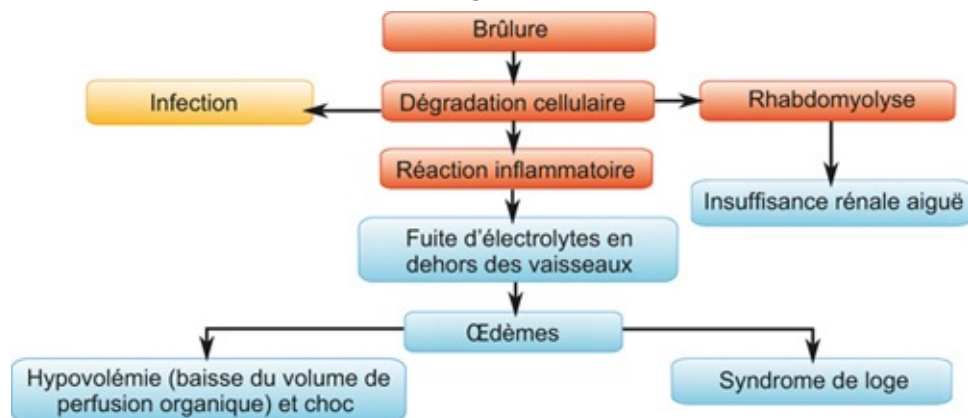 Brûlure
Infection
Dégradation cellulaire
Rhabdomyolyse
Réaction inflammatoire
Insuffisance rénale aiguë
Fuite d'électrolytes en
dehors des vaisseaux
Œdèmes
Hypovolémie (baisse du volume de
perfusion organique) et choc
Syndrome de loge